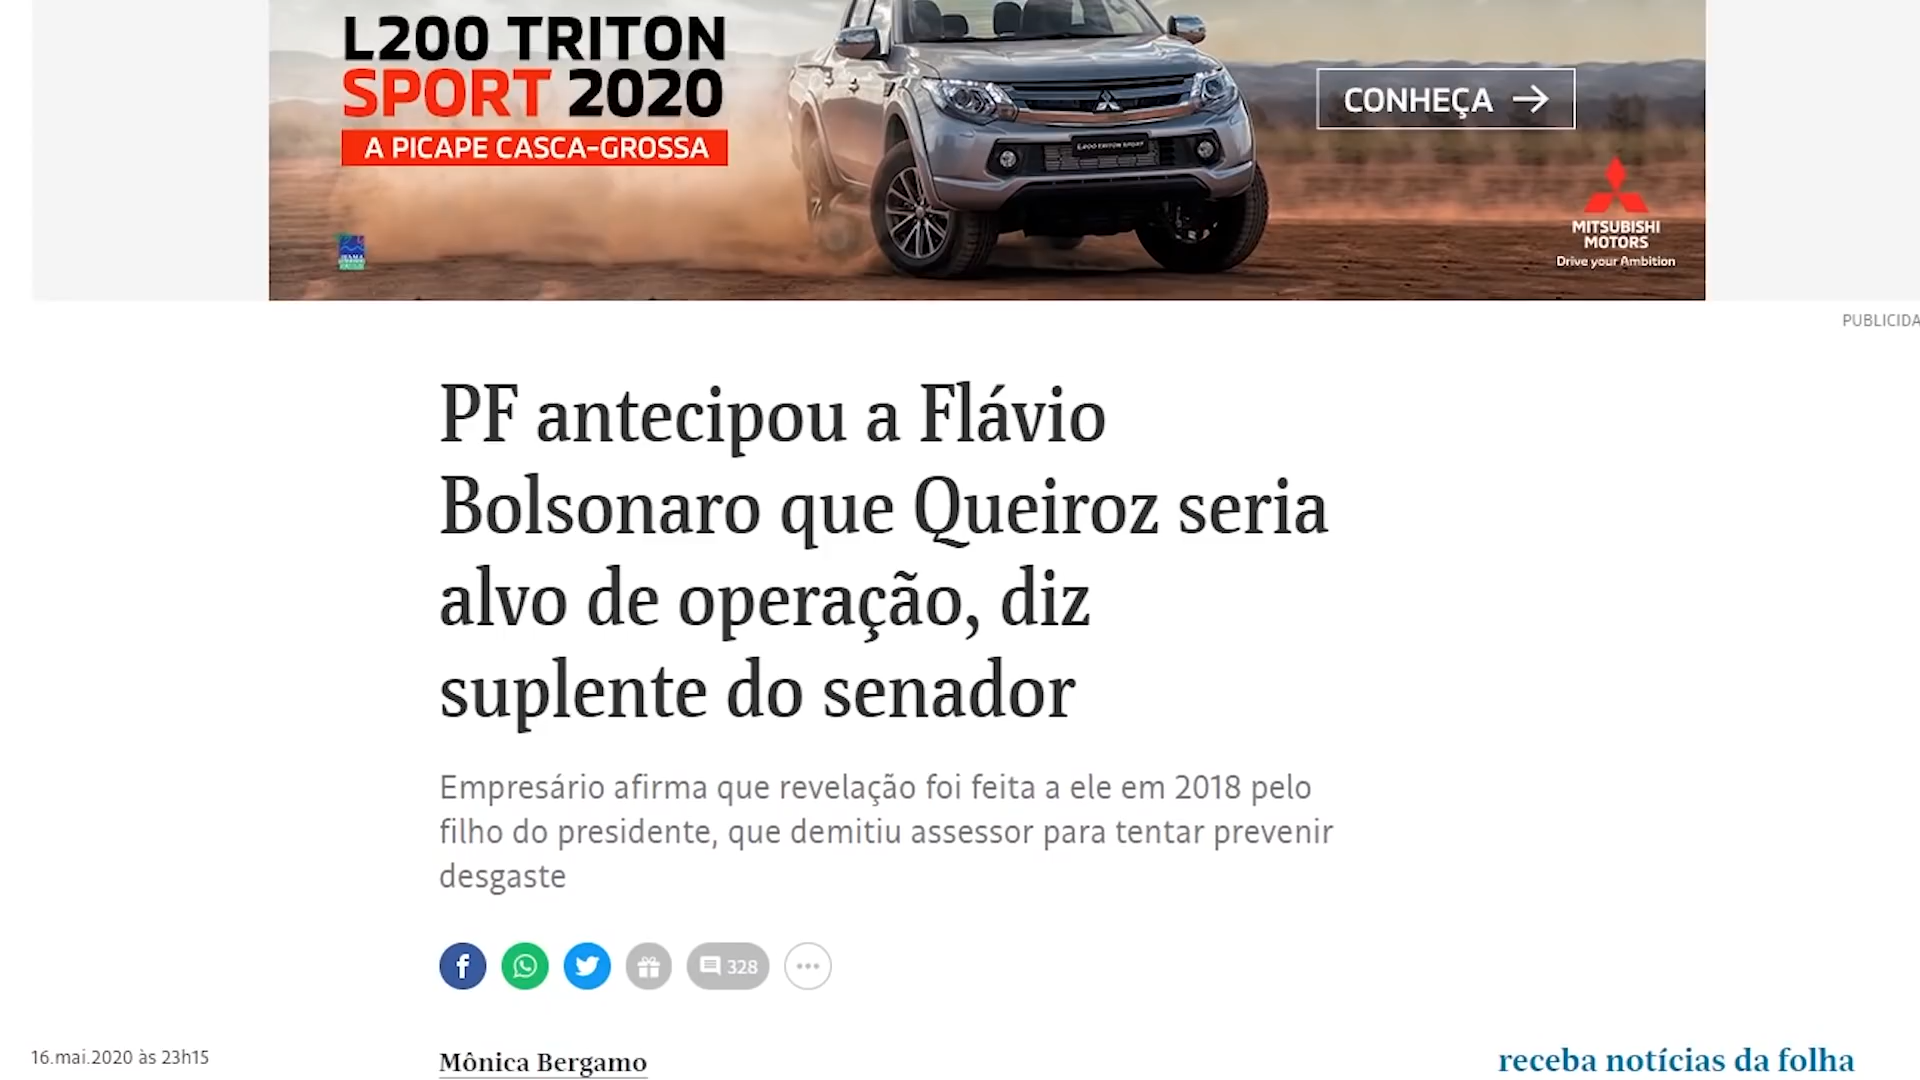 L200 TRITON
SPORT 2020
A PICAPE CASCA-GROSSA
CONHEÇA
L200 TRITON SPORT
MITSUBISHI
MOTORS
Drive your Ambition
PUBLICIDA
PF antecipou a Flávio
Bolsonaro que Queiroz seria
alvo de operação, diz
suplente do senador
Empresário afirma que revelação foi feita a ele em 2018 pelo
filho do presidente, que demitiu assessor para tentar prevenir
desgaste
328
16.mai.2020 às 23h15
Mônica Bergamo
receba notícias da folha